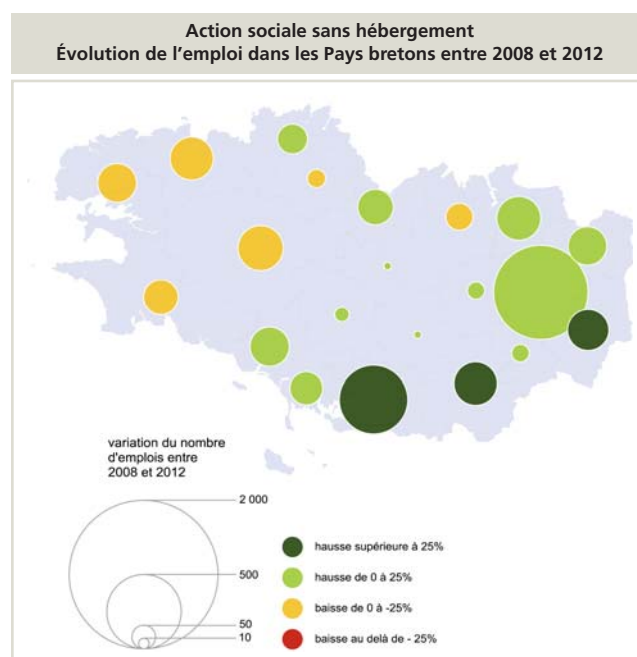 Action sociale sans hébergement
Évolution de l’emploi dans les Pays bretons entre 2008 et 2012
variation du nombre
d'emplois entre
2008 et 2012
2 000
500
50
10
hausse supérieure à 25%
hausse de 0 à 25%
baisse de 0 à -25%
baisse au delà de - 25%